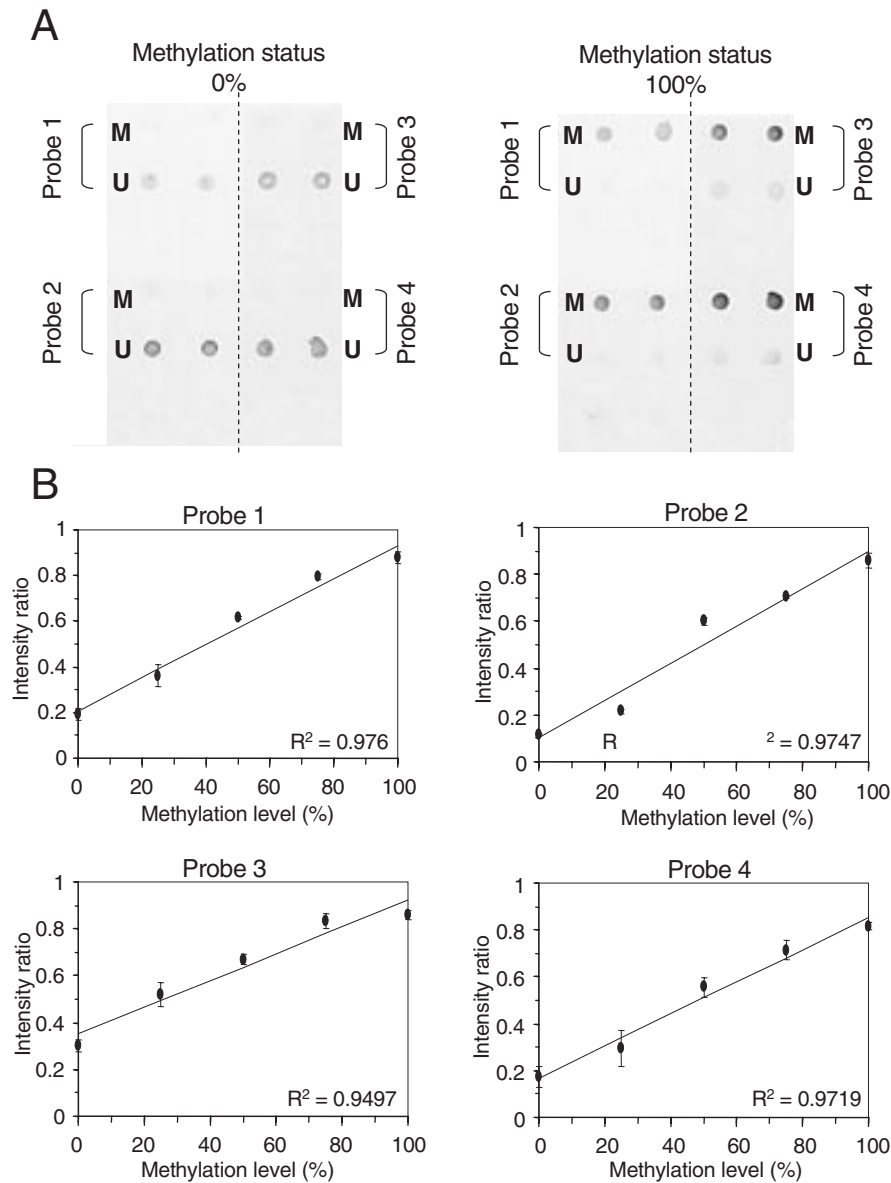 A
Methylation status
0%
Methylation status
100%
Probe 1
M
M
Probe 3
U
U
Probe 2
M
M
Probe 4
U
U
Probe 1
M
M
Probe 3
U
U
Probe 2
M
M
Probe 4
U
U
B
Probe 1
Intensity ratio
1
0.8
0.6
0.4
0.2
0
R² = 0.976
0 20 40 60 80 100
Methylation level (%)
Probe 2
Intensity ratio
1
0.8
0.6
0.4
0.2
0
R ² = 0.9747
0 20 40 60 80 100
Methylation level (%)
Probe 3
Intensity ratio
1
0.8
0.6
0.4
0.2
0
R² = 0.9497
0 20 40 60 80 100
Methylation level (%)
Probe 4
Intensity ratio
1
0.8
0.6
0.4
0.2
0
R² = 0.9719
0 20 40 60 80 100
Methylation level (%)